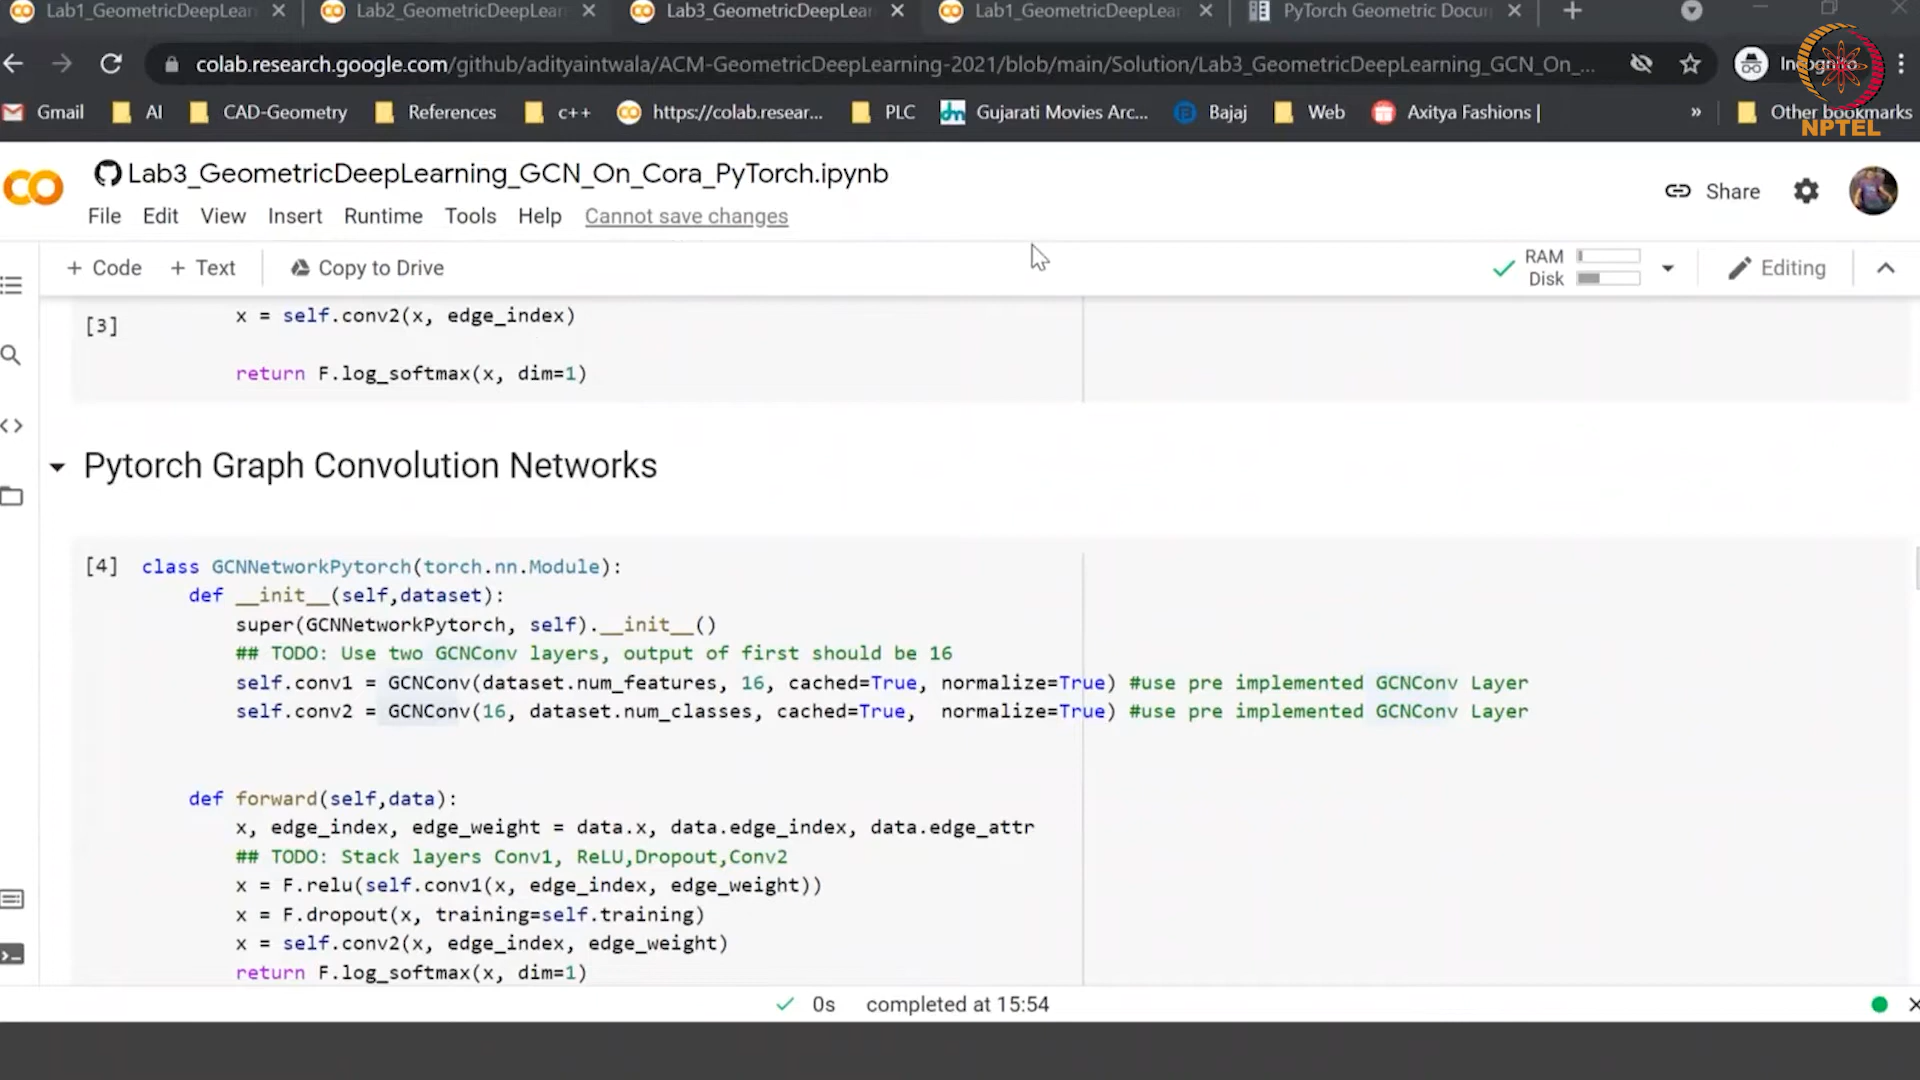 Lab1_GeometricDeepLear
Lab2_GeometricDeepLear
Lab3_GeometricDeepLear
Lab1_GeometricDeepLear
PyTorch Geometric Docu
colab.research.google.com/github/adityaintwala/ACM-GeometricDeepLearning-2021/blob/main/Solution/Lab3_GeometricDeepLearning_GCN_On_...
Incognito
Gmail
AI
CAD-Geometry
References
c++
https://colab.resear...
PLC
Gujarati Movies Arc...
Bajaj
Web
Axitya Fashions |
»
Other bookmarks
NPTEL
Lab3_GeometricDeepLearning_GCN_On_Cora_PyTorch.ipynb
Share
File Edit View Insert Runtime Tools Help Cannot save changes
+ Code + Text Copy to Drive
RAM
Disk
Editing
[3]
x = self.conv2(x, edge_index)
return F.log_softmax(x, dim=1)
Pytorch Graph Convolution Networks
[4] class GCNNetworkPytorch(torch.nn.Module):
def __init__(self,dataset):
super(GCNNetworkPytorch, self).__init__()
## TODO: Use two GCNConv layers, output of first should be 16
self.conv1 = GCNConv(dataset.num_features, 16, cached=True, normalize=True) #use pre implemented GCNConv Layer
self.conv2 = GCNConv(16, dataset.num_classes, cached=True, normalize=True) #use pre implemented GCNConv Layer
def forward(self,data):
x, edge_index, edge_weight = data.x, data.edge_index, data.edge_attr
## TODO: Stack layers Conv1, ReLU,Dropout,Conv2
x = F.relu(self.conv1(x, edge_index, edge_weight))
x = F.dropout(x, training=self.training)
x = self.conv2(x, edge_index, edge_weight)
return F.log_softmax(x, dim=1)
0s completed at 15:54